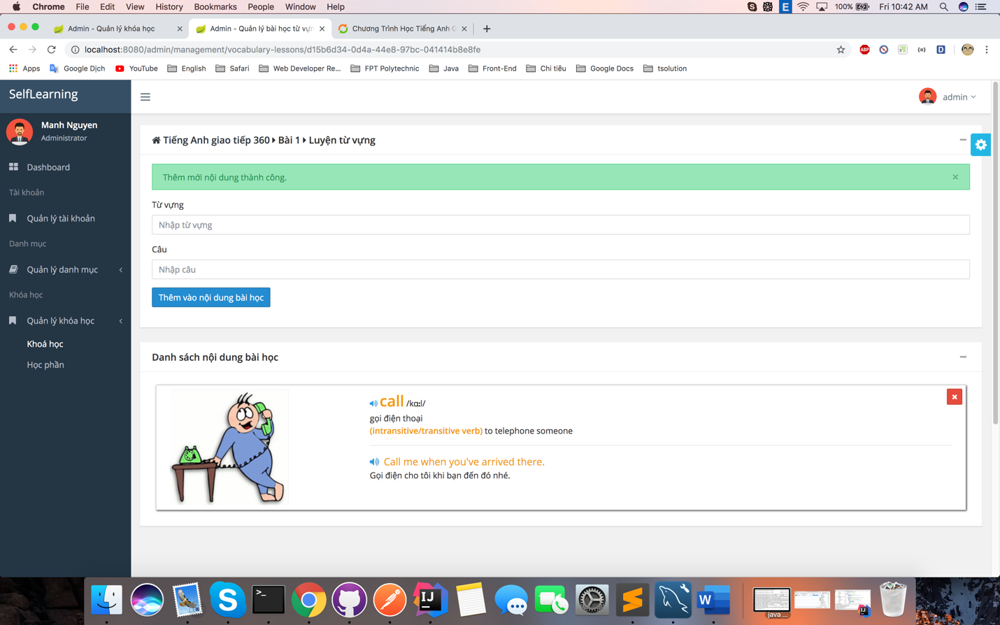 Chrome File Edit View History Bookmarks People Window Help
E 100% Fri 10:42 AM
Admin - Quản lý khóa học
Admin - Quản lý bài học từ vựn
Chương Trình Học Tiếng Anh G
localhost:8080/admin/management/vocabulary-lessons/d15b6d34-0d4a-44e8-97bc-041414b8e8fe
ABP
D
Apps Google Dịch YouTube English Safari Web Developer Re... FPT Polytechnic Java Front-End Chi tiêu Google Docs tsolution
SelfLearning
admin
Manh Nguyen
Administrator
Dashboard
Tài khoản
Quản lý tài khoản
Danh mục
Quản lý danh mục
Khóa học
Quản lý khóa học
Khoá học
Học phần
Tiếng Anh giao tiếp 360 Bài 1 Luyện từ vựng
Thêm mới nội dung thành công.
Từ vựng
Nhập từ vựng
Câu
Nhập câu
Thêm vào nội dung bài học
Danh sách nội dung bài học
call /kɑːl/
gọi điện thoại
(intransitive/transitive verb) to telephone someone
Call me when you've arrived there.
Gọi điện cho tôi khi bạn đến đó nhé.
S
>_
IJ
W
java ...